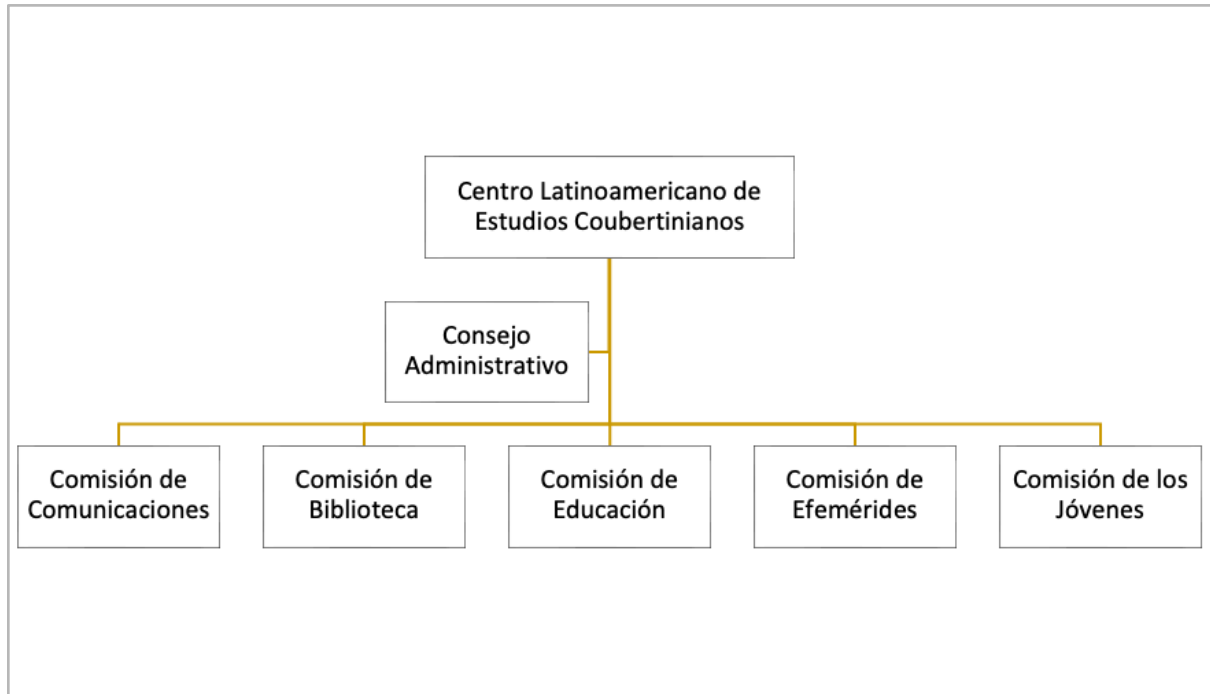 Centro Latinoamericano de
Estudios Coubertinianos
Consejo
Administrativo
Comisión de
Comunicaciones
Comisión de
Biblioteca
Comisión de
Educación
Comisión de
Efemérides
Comisión de los
Jóvenes